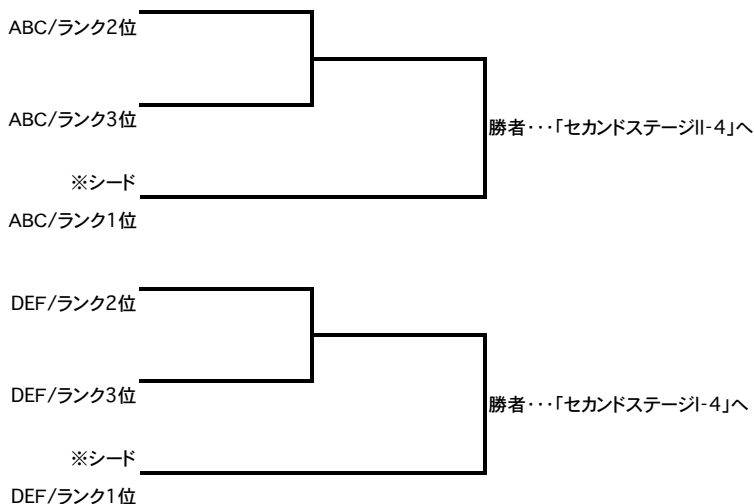 ABC/ランク2位
ABC/ランク3位
勝者・・・「セカンドステージII-4」へ
※シード
ABC/ランク1位
DEF/ランク2位
DEF/ランク3位
勝者・・・「セカンドステージI-4」へ
※シード
DEF/ランク1位